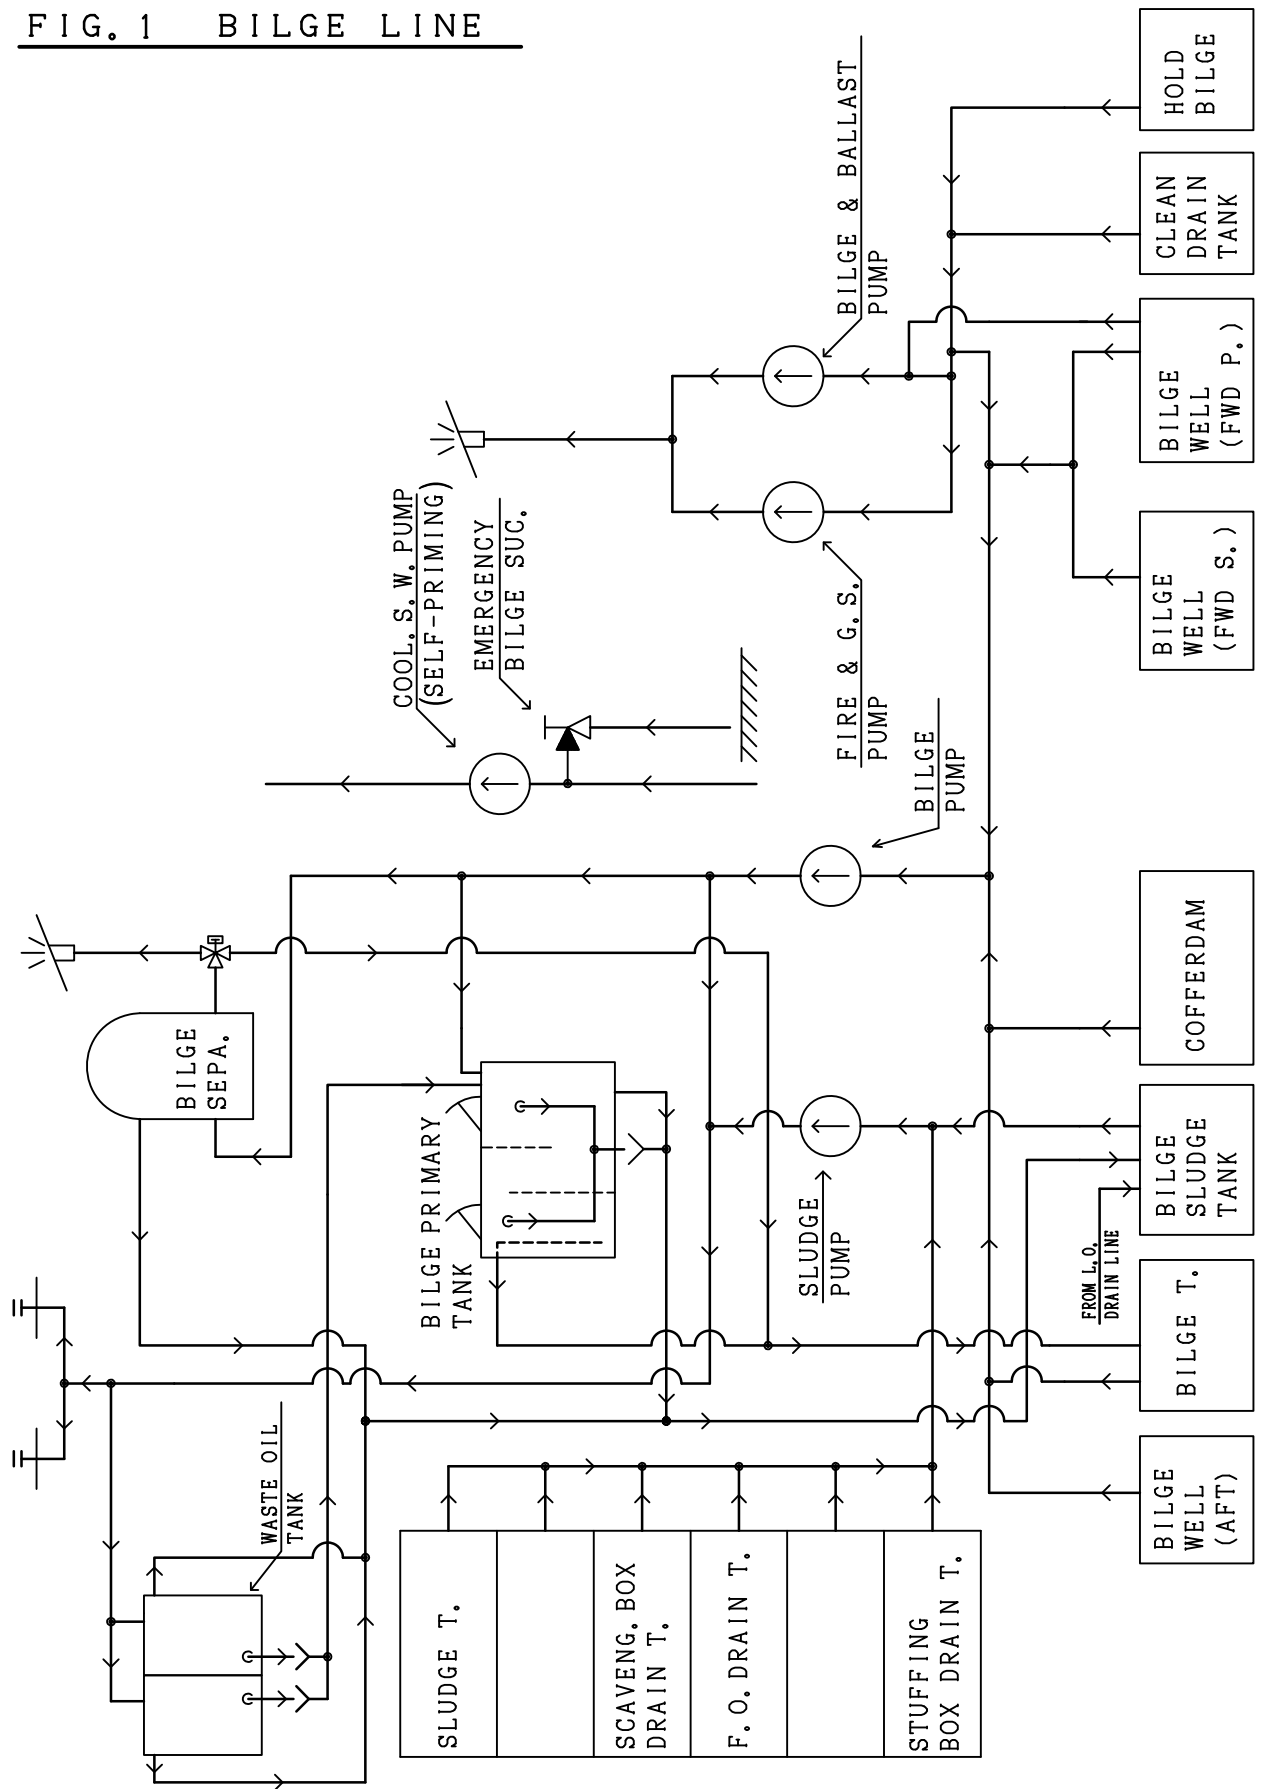 FIG. 1 BILGE LINE
HOLD
BILGE
CLEAN
DRAIN
TANK
BILGE
WELL
(FWD P.)
BILGE
WELL
(FWD S.)
BILGE & BALLAST
PUMP
COOL. S. W. PUMP
(SELF-PRIMING)
EMERGENCY
BILGE SUC.
FIRE & G. S.
PUMP
BILGE
PUMP
COFFERDAM
BILGE
SEPA.
BILGE PRIMARY
TANK
SLUDGE
PUMP
BILGE
SLUDGE
TANK
FROM L.O.
DRAIN LINE
BILGE T.
BILGE
WELL
(AFT)
WASTE OIL
TANK
SLUDGE T.
SCAVENG. BOX
DRAIN T.
F. O. DRAIN T.
STUFFING
BOX DRAIN T.